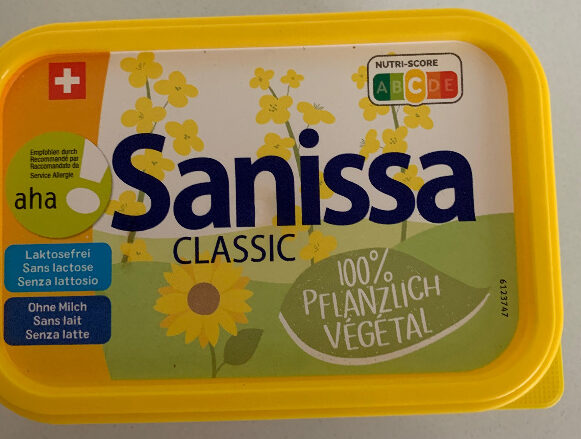 NUTRI-SCORE
A B C D E
Empfohlen durch
Recommandé par
Raccomandato da
Service Allergie
aha!
Sanissa
CLASSIC
Laktosefrei
Sans lactose
Senza lattosio
Ohne Milch
Sans lait
Senza latte
100%
PFLANZLICH
VÉGÉTAL
6123747